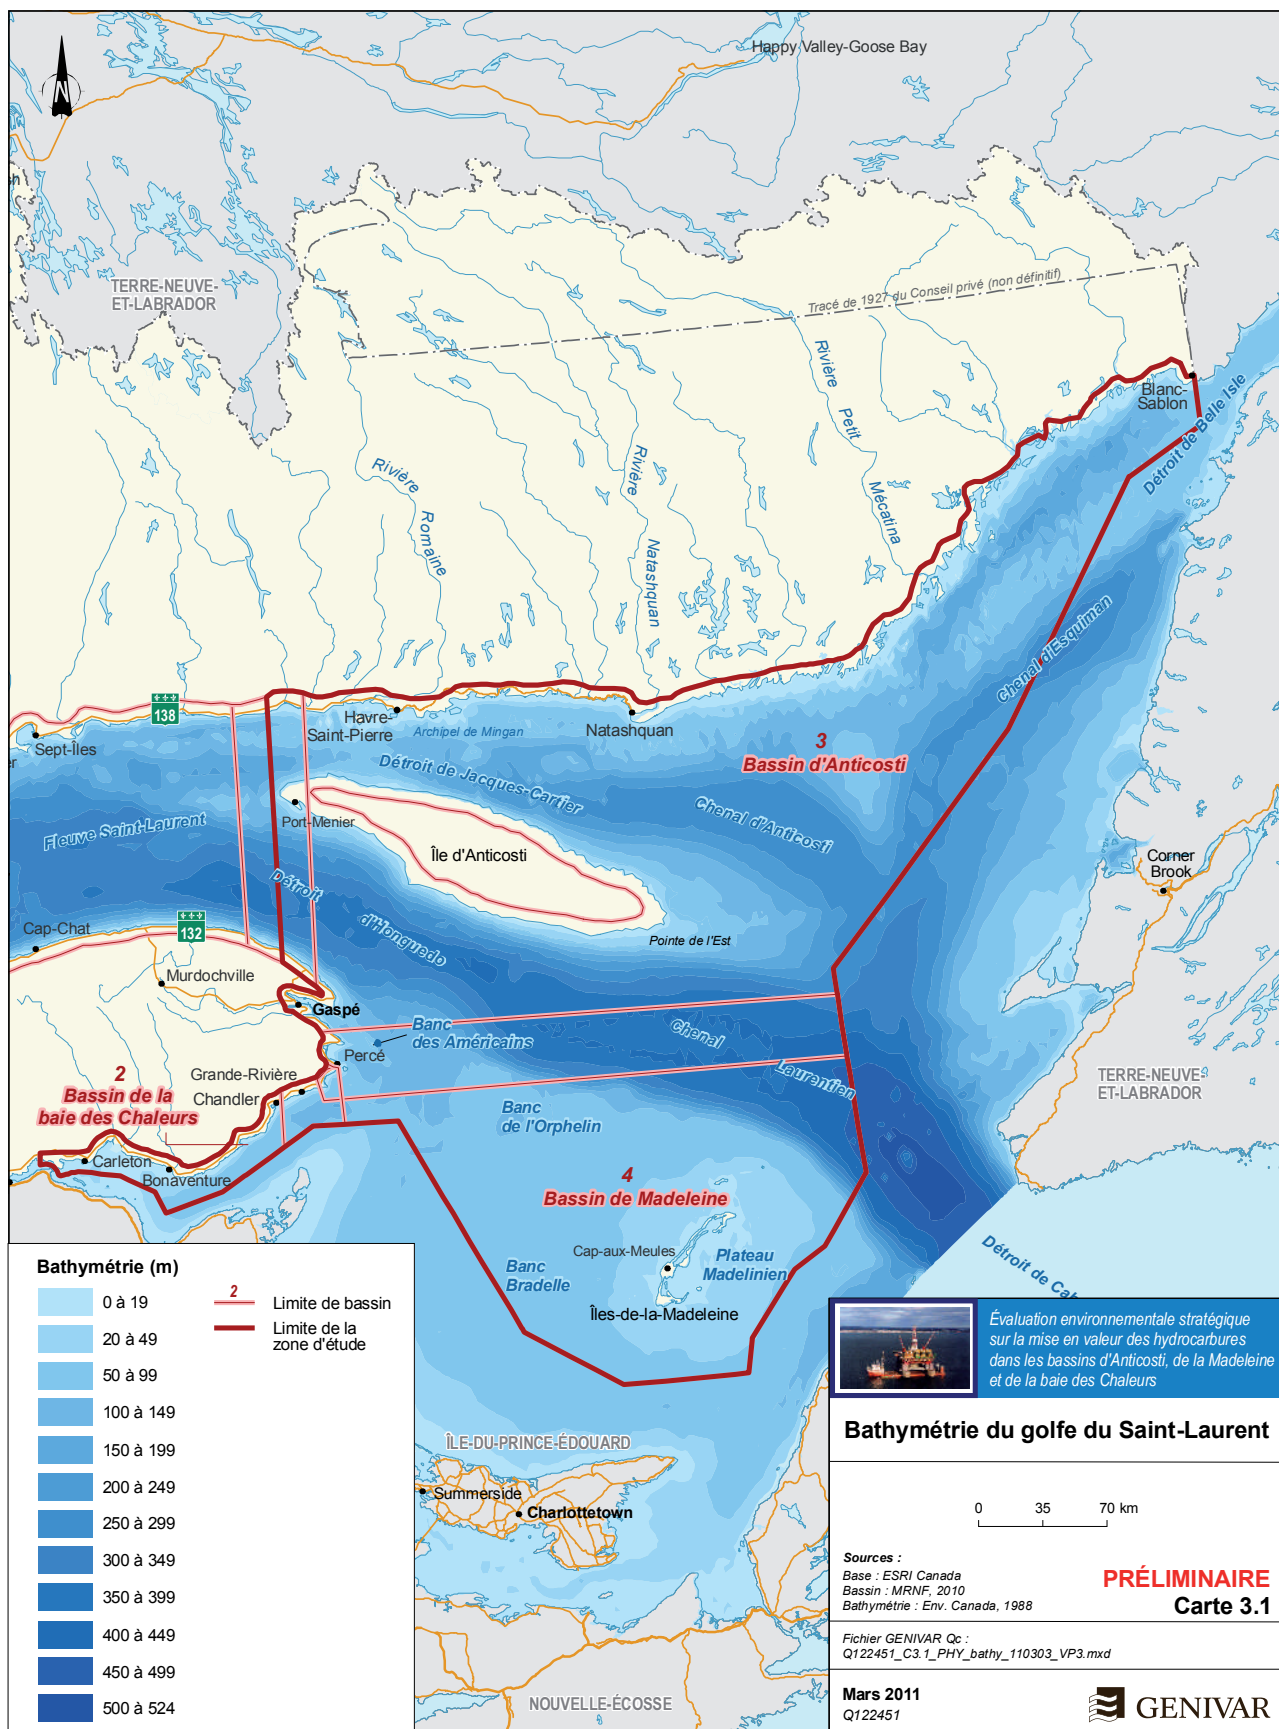 Happy Valley-Goose Bay
N
TERRE-NEUVE-
ET-LABRADOR
Tracé de 1927 du Conseil privé (non définitif)
Blanc-
Sablon
Détroit de Belle Isle
Rivière
Petit
Mécatina
Rivière
Natashquan
Rivière
Romaine
Chenal d'Esquiman
138
Sept-Îles
Havre-
Saint-Pierre
Archipel de Mingan
Natashquan
3
Bassin d'Anticosti
Détroit de Jacques-Cartier
Chenal d'Anticosti
Port-Menier
Fleuve Saint-Laurent
Île d'Anticosti
Corner
Brook
Détroit
d'Honguedo
Cap-Chat
132
Pointe de l'Est
Murdochville
Gaspé
Banc
des Américains
Chenal
Laurentien
Percé
Grande-Rivière
Chandler
2
Bassin de la
baie des Chaleurs
TERRE-NEUVE-
ET-LABRADOR
Banc
de l'Orphelin
Carleton
Bonaventure
4
Bassin de Madeleine
Cap-aux-Meules
Plateau
Madelinien
Banc
Bradelle
Îles-de-la-Madeleine
Détroit de Cab
ÎLE-DU-PRINCE-ÉDOUARD
Summerside
Charlottetown
NOUVELLE-ÉCOSSE
Bathymétrie (m)
0 à 19
20 à 49
50 à 99
100 à 149
150 à 199
200 à 249
250 à 299
300 à 349
350 à 399
400 à 449
450 à 499
500 à 524
2
Limite de bassin
Limite de la
zone d'étude
Évaluation environnementale stratégique
sur la mise en valeur des hydrocarbures
dans les bassins d'Anticosti, de la Madeleine
et de la baie des Chaleurs
Bathymétrie du golfe du Saint-Laurent
0 35 70 km
Sources :
Base : ESRI Canada
Bassin : MRNF, 2010
Bathymétrie : Env. Canada, 1988
PRÉLIMINAIRE
Carte 3.1
Fichier GENIVAR Qc :
Q122451_C3.1_PHY_bathy_110303_VP3.mxd
Mars 2011
Q122451
GENIVAR